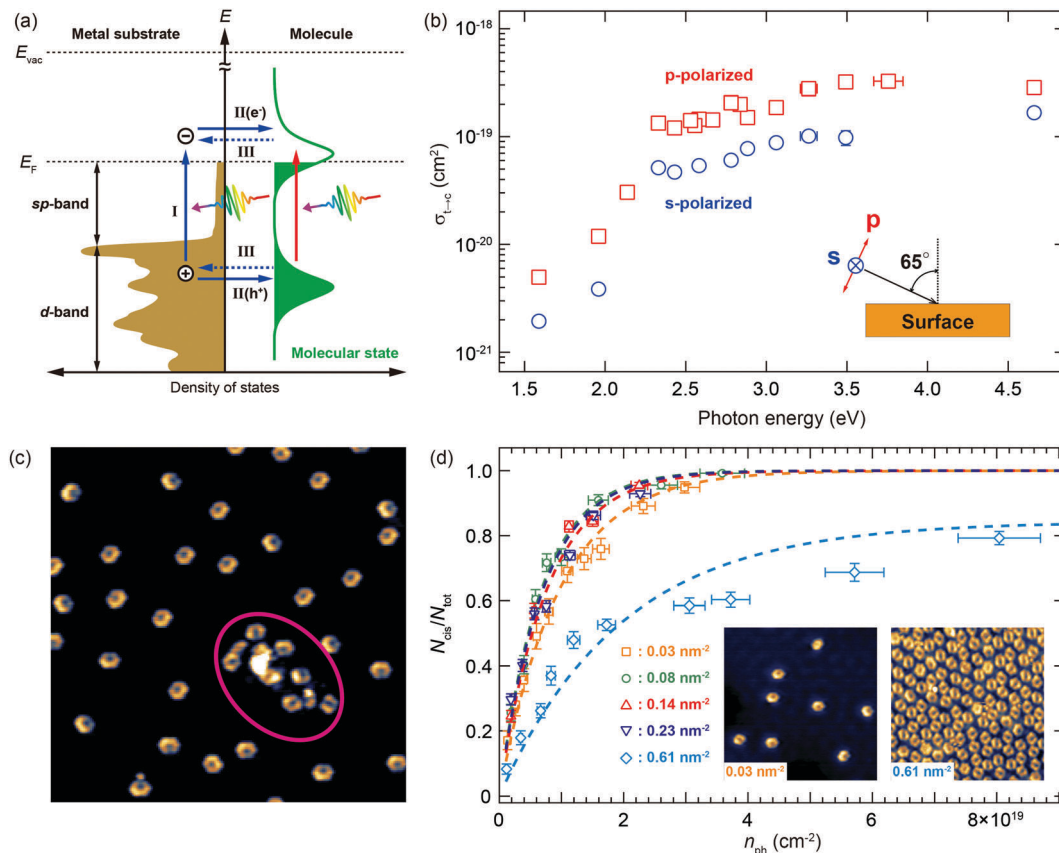 (a)
Metal substrate
E
Molecule
E_vac
II(e⁻)
III
E_F
sp-band
I
III
II(h⁺)
d-band
Molecular state
Density of states
(b)
10⁻¹⁸
p-polarized
10⁻¹⁹
σ_t→c (cm²)
s-polarized
10⁻²⁰
p
s
65°
Surface
10⁻²¹
1.5 2.0 2.5 3.0 3.5 4.0 4.5
Photon energy (eV)
(c)
(d)
1.0
0.8
0.6
N_cis/N_tot
0.4
0.2
0
: 0.03 nm⁻²
: 0.08 nm⁻²
: 0.14 nm⁻²
: 0.23 nm⁻²
: 0.61 nm⁻²
0.03 nm⁻²
0.61 nm⁻²
0 2 4 6 8×10¹⁹
n_ph (cm⁻²)